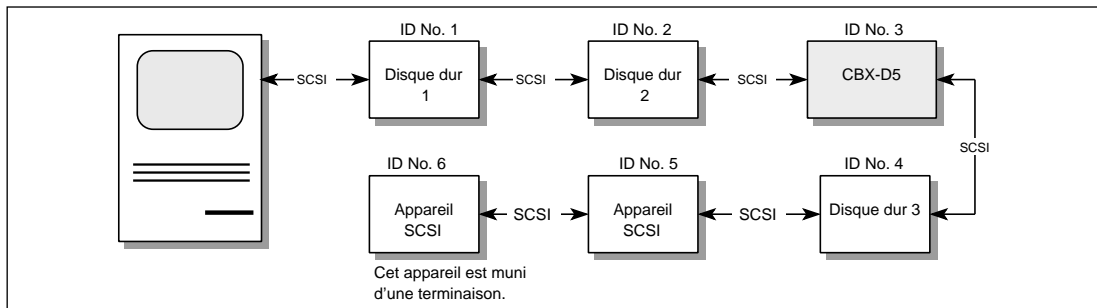 ID No. 1
ID No. 2
ID No. 3
SCSI
Disque dur
1
SCSI
Disque dur
2
SCSI
CBX-D5
SCSI
ID No. 6
ID No. 5
ID No. 4
Appareil
SCSI
SCSI
Appareil
SCSI
SCSI
Disque dur 3
Cet appareil est muni
d'une terminaison.